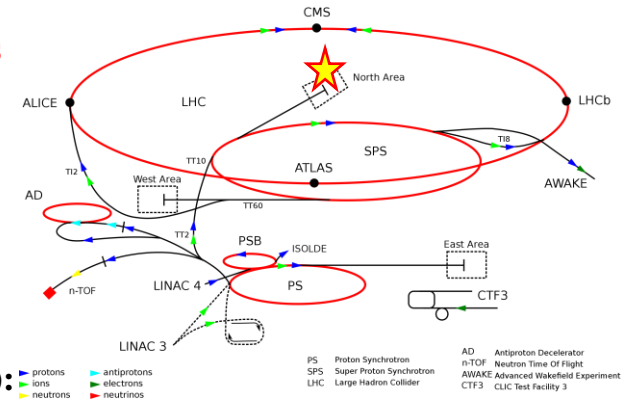 CMS
North Area
ALICE
LHC
LHCb
TT10
SPS
TI8
TI2
ATLAS
West Area
AWAKE
AD
TT60
TT2
PSB
ISOLDE
East Area
n-TOF
LINAC 4
PS
CTF3
LINAC 3
protons
ions
neutrons
antiprotons
electrons
neutrinos
PS Proton Synchrotron
SPS Super Proton Synchrotron
LHC Large Hadron Collider
AD Antiproton Decelerator
n-TOF Neutron Time Of Flight
AWAKE Advanced Wakefield Experiment
CTF3 CLIC Test Facility 3